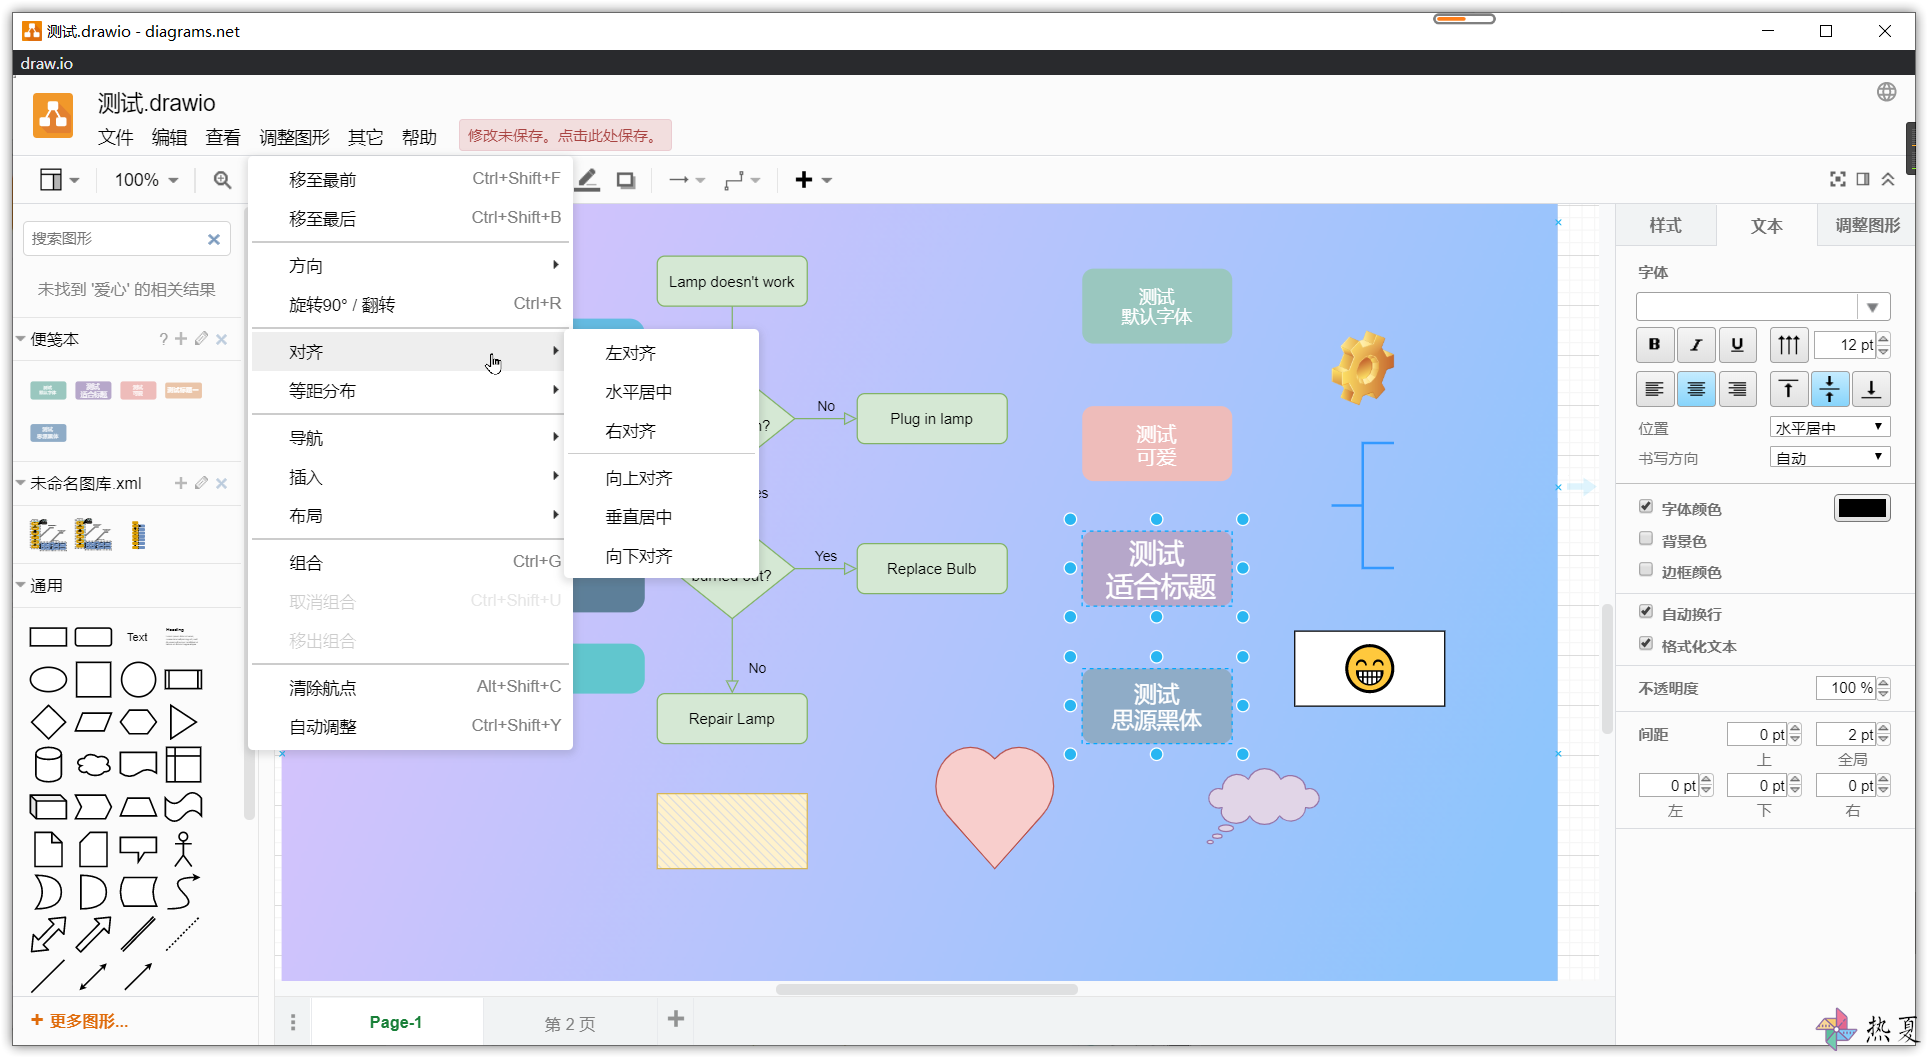 测试.drawio - diagrams.net
draw.io
测试.drawio
文件 编辑 查看 调整图形 其它 帮助 修改未保存。点击此处保存。
100%
搜索图形
未找到 '爱心' 的相关结果
便笺本 ?
测试
适合标题
测试标题一
未命名图库.xml
通用
Text
Heading
更多图形...
移至最前 Ctrl+Shift+F
移至最后 Ctrl+Shift+B
方向
旋转90° / 翻转 Ctrl+R
对齐
等距分布
导航
插入
布局
组合 Ctrl+G
取消组合 Ctrl+Shift+U
移出组合
清除航点 Alt+Shift+C
自动调整 Ctrl+Shift+Y
左对齐
水平居中
右对齐
向上对齐
垂直居中
向下对齐
Lamp doesn't work
No
Plug in lamp
Yes
Replace Bulb
No
Repair Lamp
测试
默认字体
测试
可爱
测试
适合标题
测试
思源黑体
Page-1
第 2 页
样式 文本 调整图形
字体
B I U 12 pt
位置 水平居中
书写方向 自动
字体颜色
背景色
边框颜色
自动换行
格式化文本
不透明度 100 %
间距 0 pt 2 pt
上 全局
0 pt 0 pt 0 pt
左 下 右
热夏